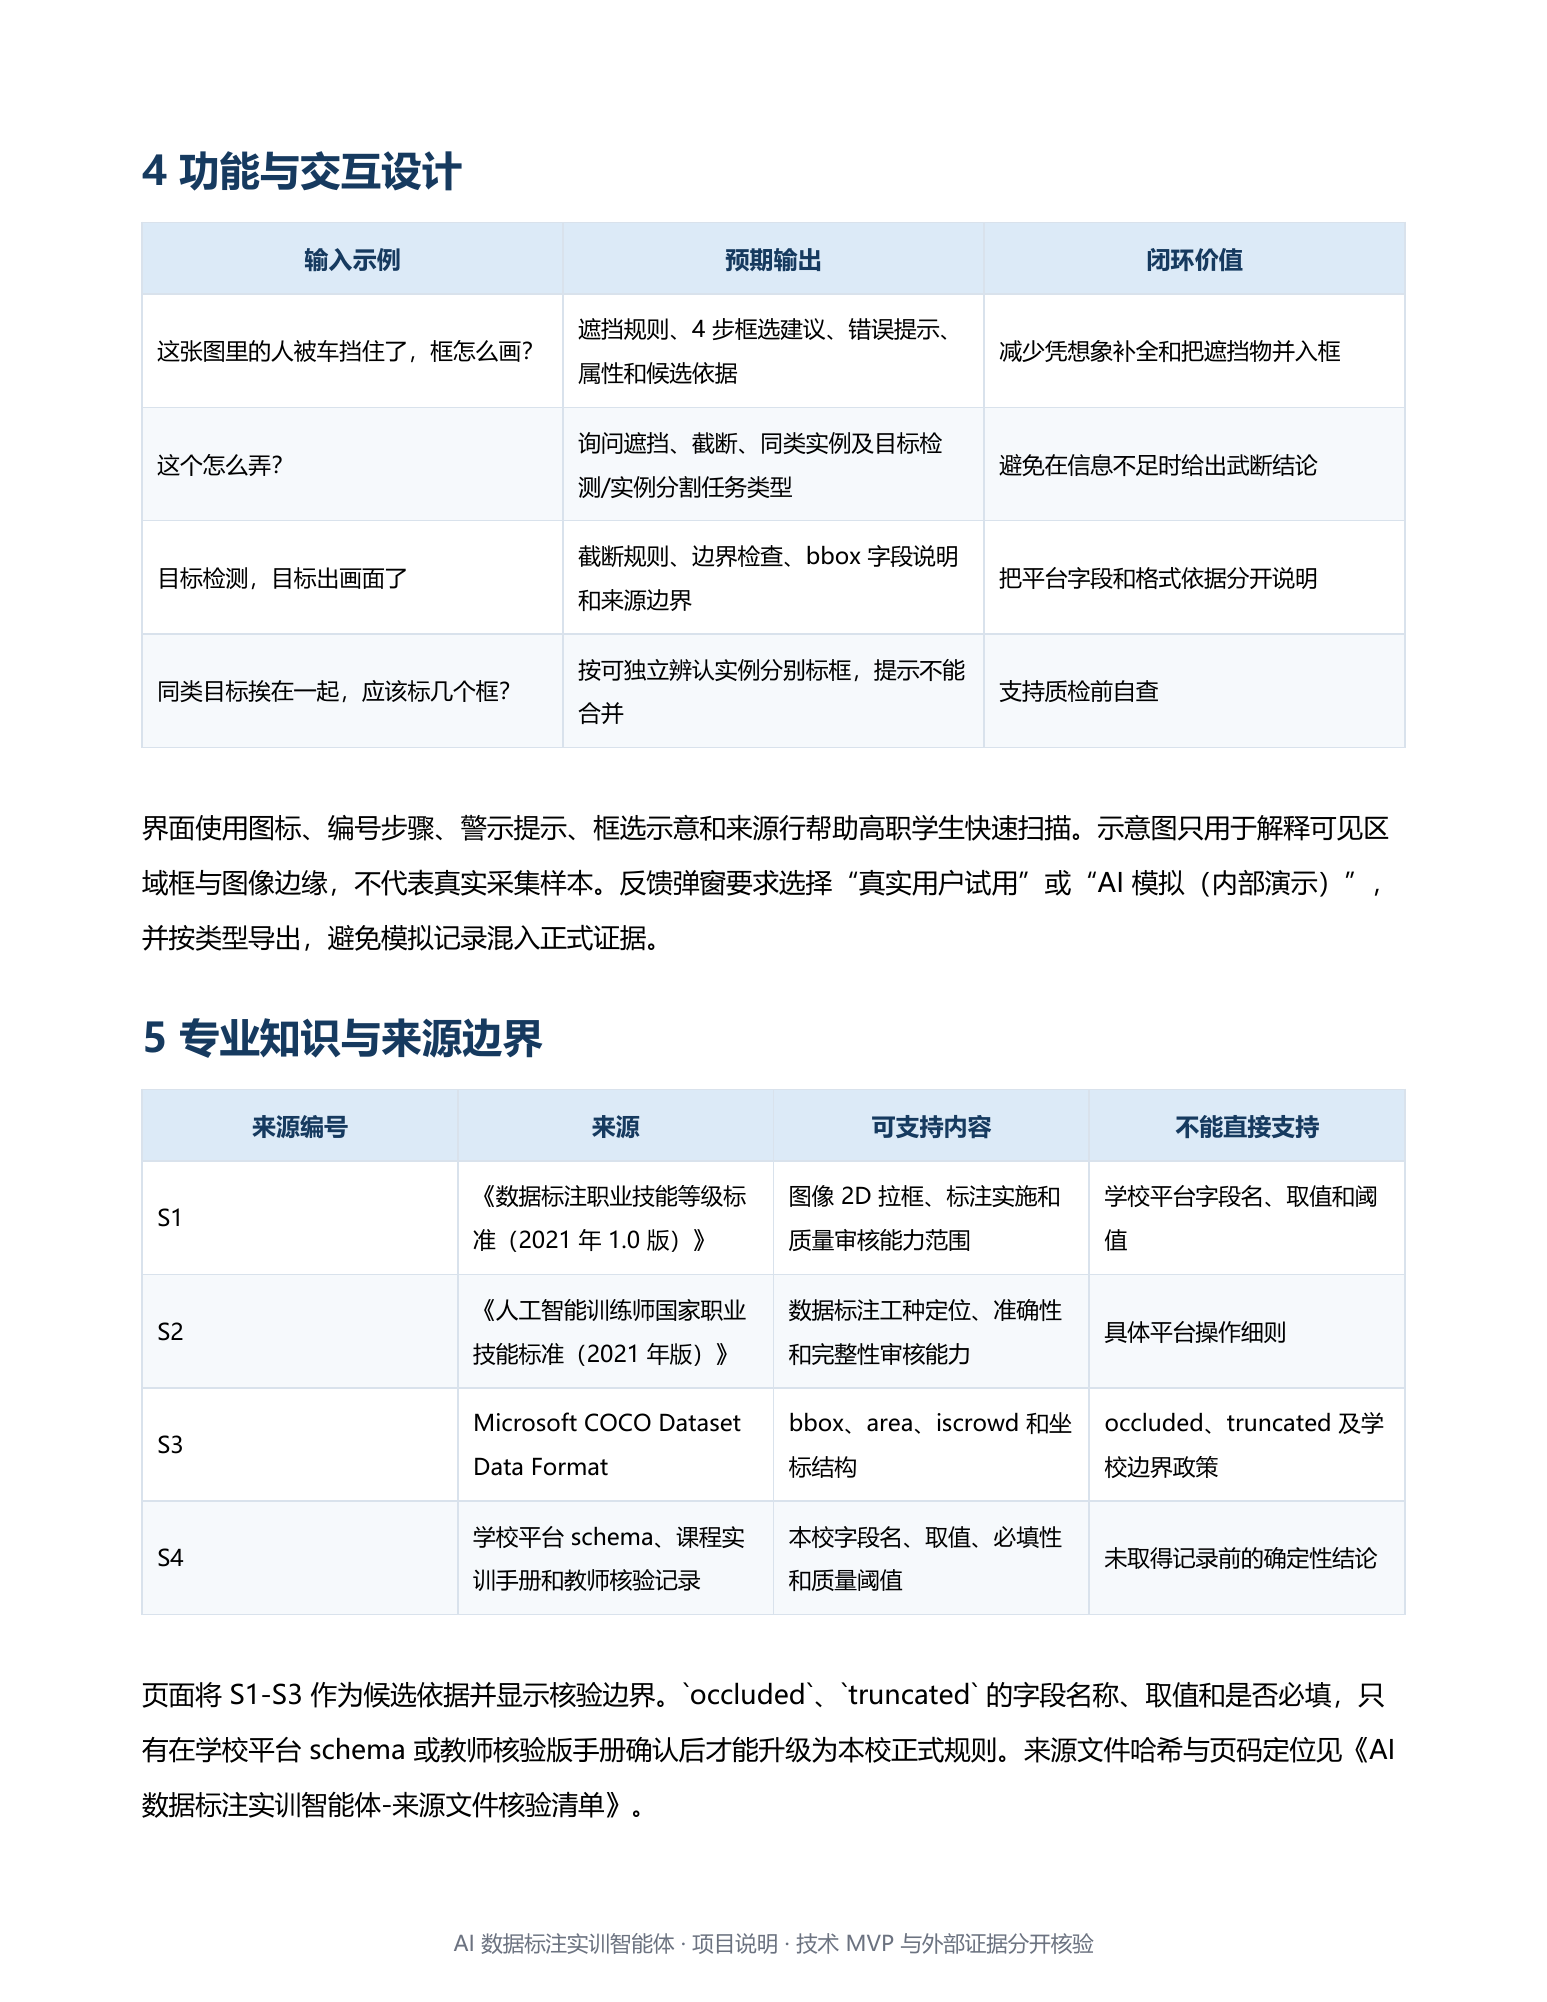 4 功能与交互设计
输入示例
预期输出
闭环价值
这张图里的人被车挡住了，框怎么画？
遮挡规则、4 步框选建议、错误提示、
属性和候选依据
减少凭想象补全和把遮挡物并入框
这个怎么弄？
询问遮挡、截断、同类实例及目标检
测/实例分割任务类型
避免在信息不足时给出武断结论
目标检测，目标出画面了
截断规则、边界检查、bbox 字段说明
和来源边界
把平台字段和格式依据分开说明
同类目标挨在一起，应该标几个框？
按可独立辨认实例分别标框，提示不能
合并
支持质检前自查
界面使用图标、编号步骤、警示提示、框选示意和来源行帮助高职学生快速扫描。示意图只用于解释可见区
域框与图像边缘，不代表真实采集样本。反馈弹窗要求选择“真实用户试用”或“AI 模拟（内部演示）”，
并按类型导出，避免模拟记录混入正式证据。
5 专业知识与来源边界
来源编号
来源
可支持内容
不能直接支持
S1
《数据标注职业技能等级标
准（2021 年 1.0 版）》
图像 2D 拉框、标注实施和
质量审核能力范围
学校平台字段名、取值和阈
值
S2
《人工智能训练师国家职业
技能标准（2021 年版）》
数据标注工种定位、准确性
和完整性审核能力
具体平台操作细则
S3
Microsoft COCO Dataset
Data Format
bbox、area、iscrowd 和坐
标结构
occluded、truncated 及学
校边界政策
S4
学校平台 schema、课程实
训手册和教师核验记录
本校字段名、取值、必填性
和质量阈值
未取得记录前的确定性结论
页面将 S1-S3 作为候选依据并显示核验边界。`occluded`、`truncated` 的字段名称、取值和是否必填，只
有在学校平台 schema 或教师核验版手册确认后才能升级为本校正式规则。来源文件哈希与页码定位见《AI
数据标注实训智能体-来源文件核验清单》。
AI 数据标注实训智能体 · 项目说明 · 技术 MVP 与外部证据分开核验